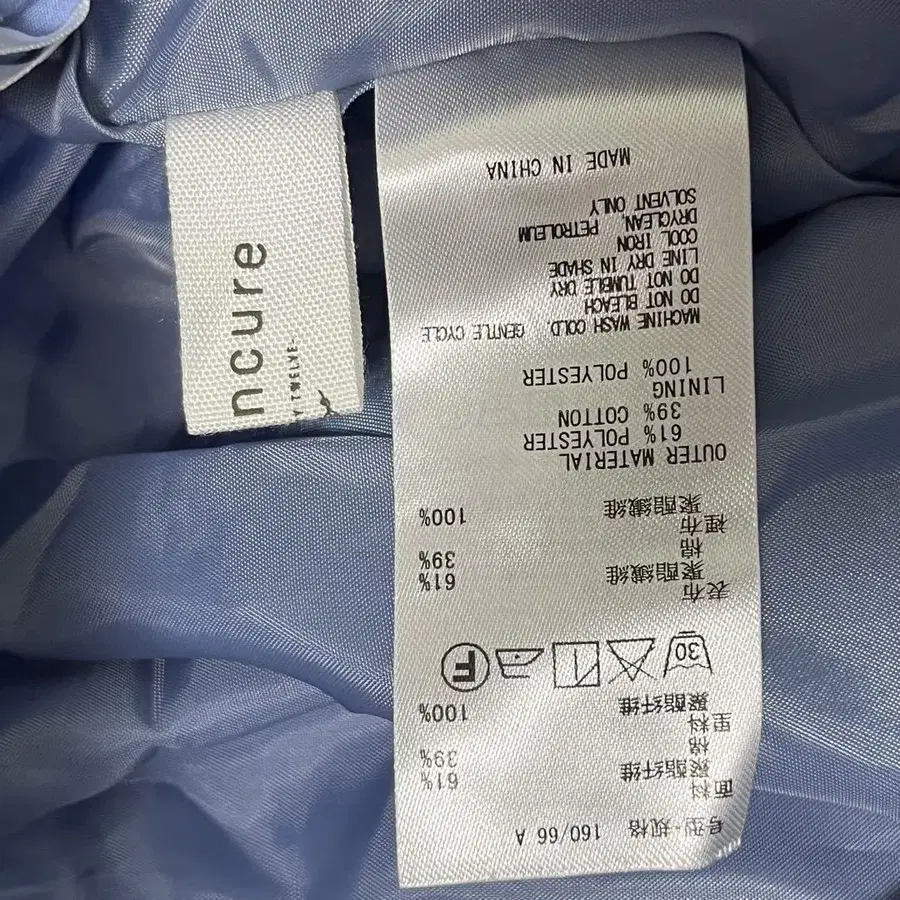 号型·规格 160/66 A
面料
聚酯纤维 61%
棉 39%
里料
聚酯纤维 100%
30 F
表布
聚酯纖維 61%
棉 39%
裡布
聚酯纖維 100%
OUTER MATERIAL
61% POLYESTER
39% COTTON
LINING
100% POLYESTER
MACHINE WASH COLD, GENTLE CYCLE
DO NOT BLEACH
DO NOT TUMBLE DRY
LINE DRY IN SHADE
COOL IRON
DRYCLEAN, PETROLEUM
SOLVENT ONLY
MADE IN CHINA
ncure
Y TWELVE-